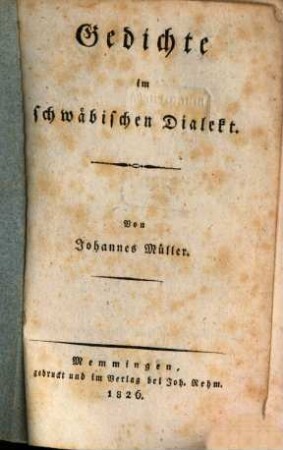 Gedichte
im
schwäbischen Dialekt.
Von
Johannes Müller.
Memmingen,
gedruckt und im Verlag bei Joh. Rehm.
1826.